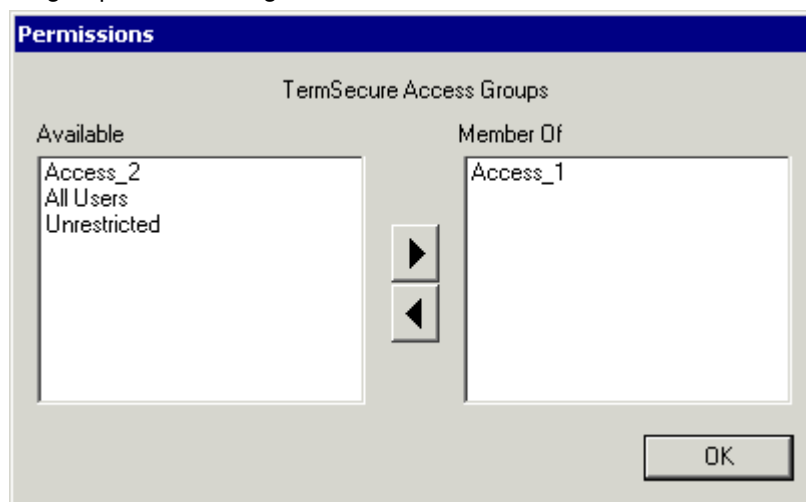 Permissions
TermSecure Access Groups
Available
Member Of
Access_2
All Users
Unrestricted
Access_1
OK